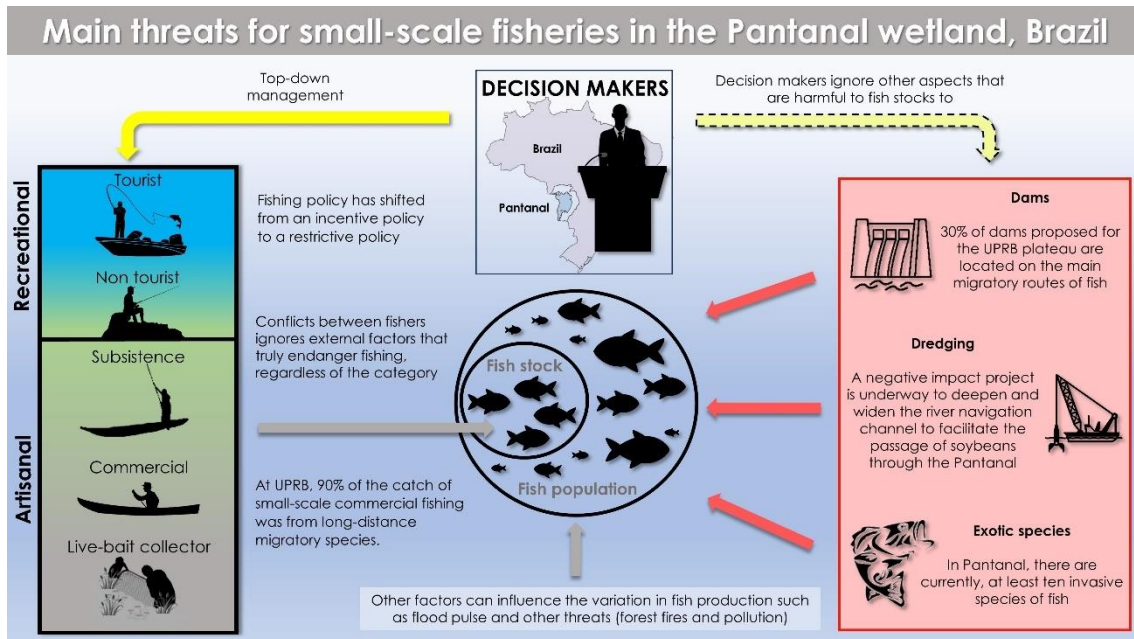 Main threats for small-scale fisheries in the Pantanal wetland, Brazil
Top-down
management
DECISION MAKERS
Brazil
Pantanal
Decision makers ignore other aspects that
are harmful to fish stocks to
Recreational
Tourist
Non tourist
Artisanal
Subsistence
Commercial
Live-bait collector
Fishing policy has shifted
from an incentive policy
to a restrictive policy
Conflicts between fishers
ignores external factors that
truly endanger fishing,
regardless of the category
At UPRB, 90% of the catch of
small-scale commercial fishing
was from long-distance
migratory species.
Fish stock
Fish population
Other factors can influence the variation in fish production such
as flood pulse and other threats (forest fires and pollution)
Dams
30% of dams proposed for
the UPRB plateau are
located on the main
migratory routes of fish
Dredging
A negative impact project
is underway to deepen and
widen the river navigation
channel to facilitate the
passage of soybeans
through the Pantanal
Exotic species
In Pantanal, there are
currently, at least ten invasive
species of fish